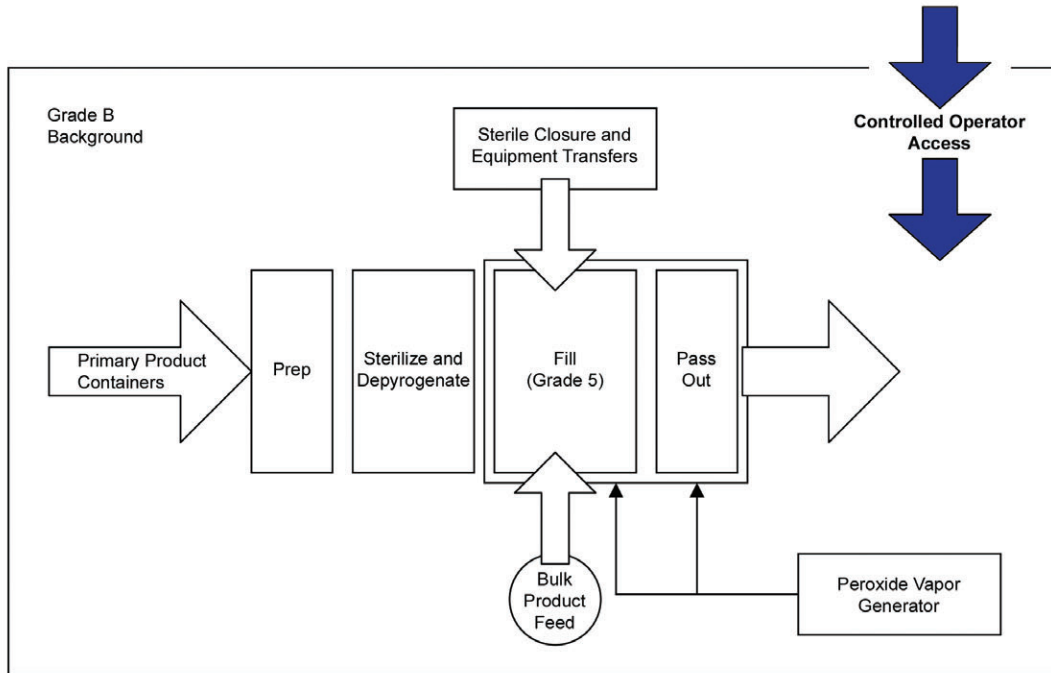 Grade B
Background
Controlled Operator
Access
Sterile Closure and
Equipment Transfers
Primary Product
Containers
Prep
Sterilize and
Depyrogenate
Fill
(Grade 5)
Pass
Out
Bulk
Product
Feed
Peroxide Vapor
Generator